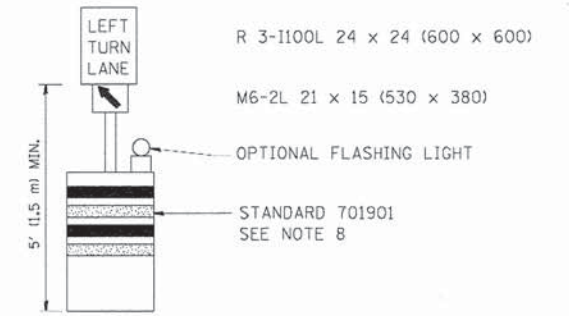 LEFT
TURN
LANE
R 3-I100L 24 x 24 (600 x 600)
M6-2L 21 x 15 (530 x 380)
OPTIONAL FLASHING LIGHT
STANDARD 701901
SEE NOTE 8
5' (1.5 m) MIN.